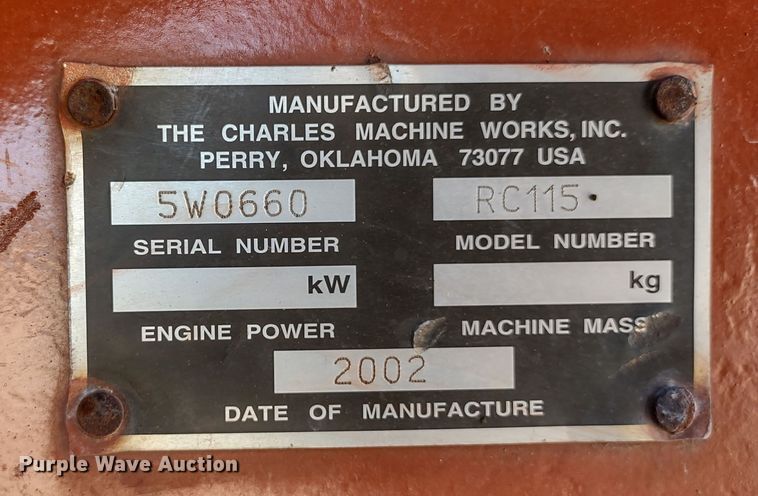 MANUFACTURED BY
THE CHARLES MACHINE WORKS, INC.
PERRY, OKLAHOMA 73077 USA
5W0660 RC115
SERIAL NUMBER MODEL NUMBER
kW kg
ENGINE POWER MACHINE MASS
2002
DATE OF MANUFACTURE
Purple Wave Auction